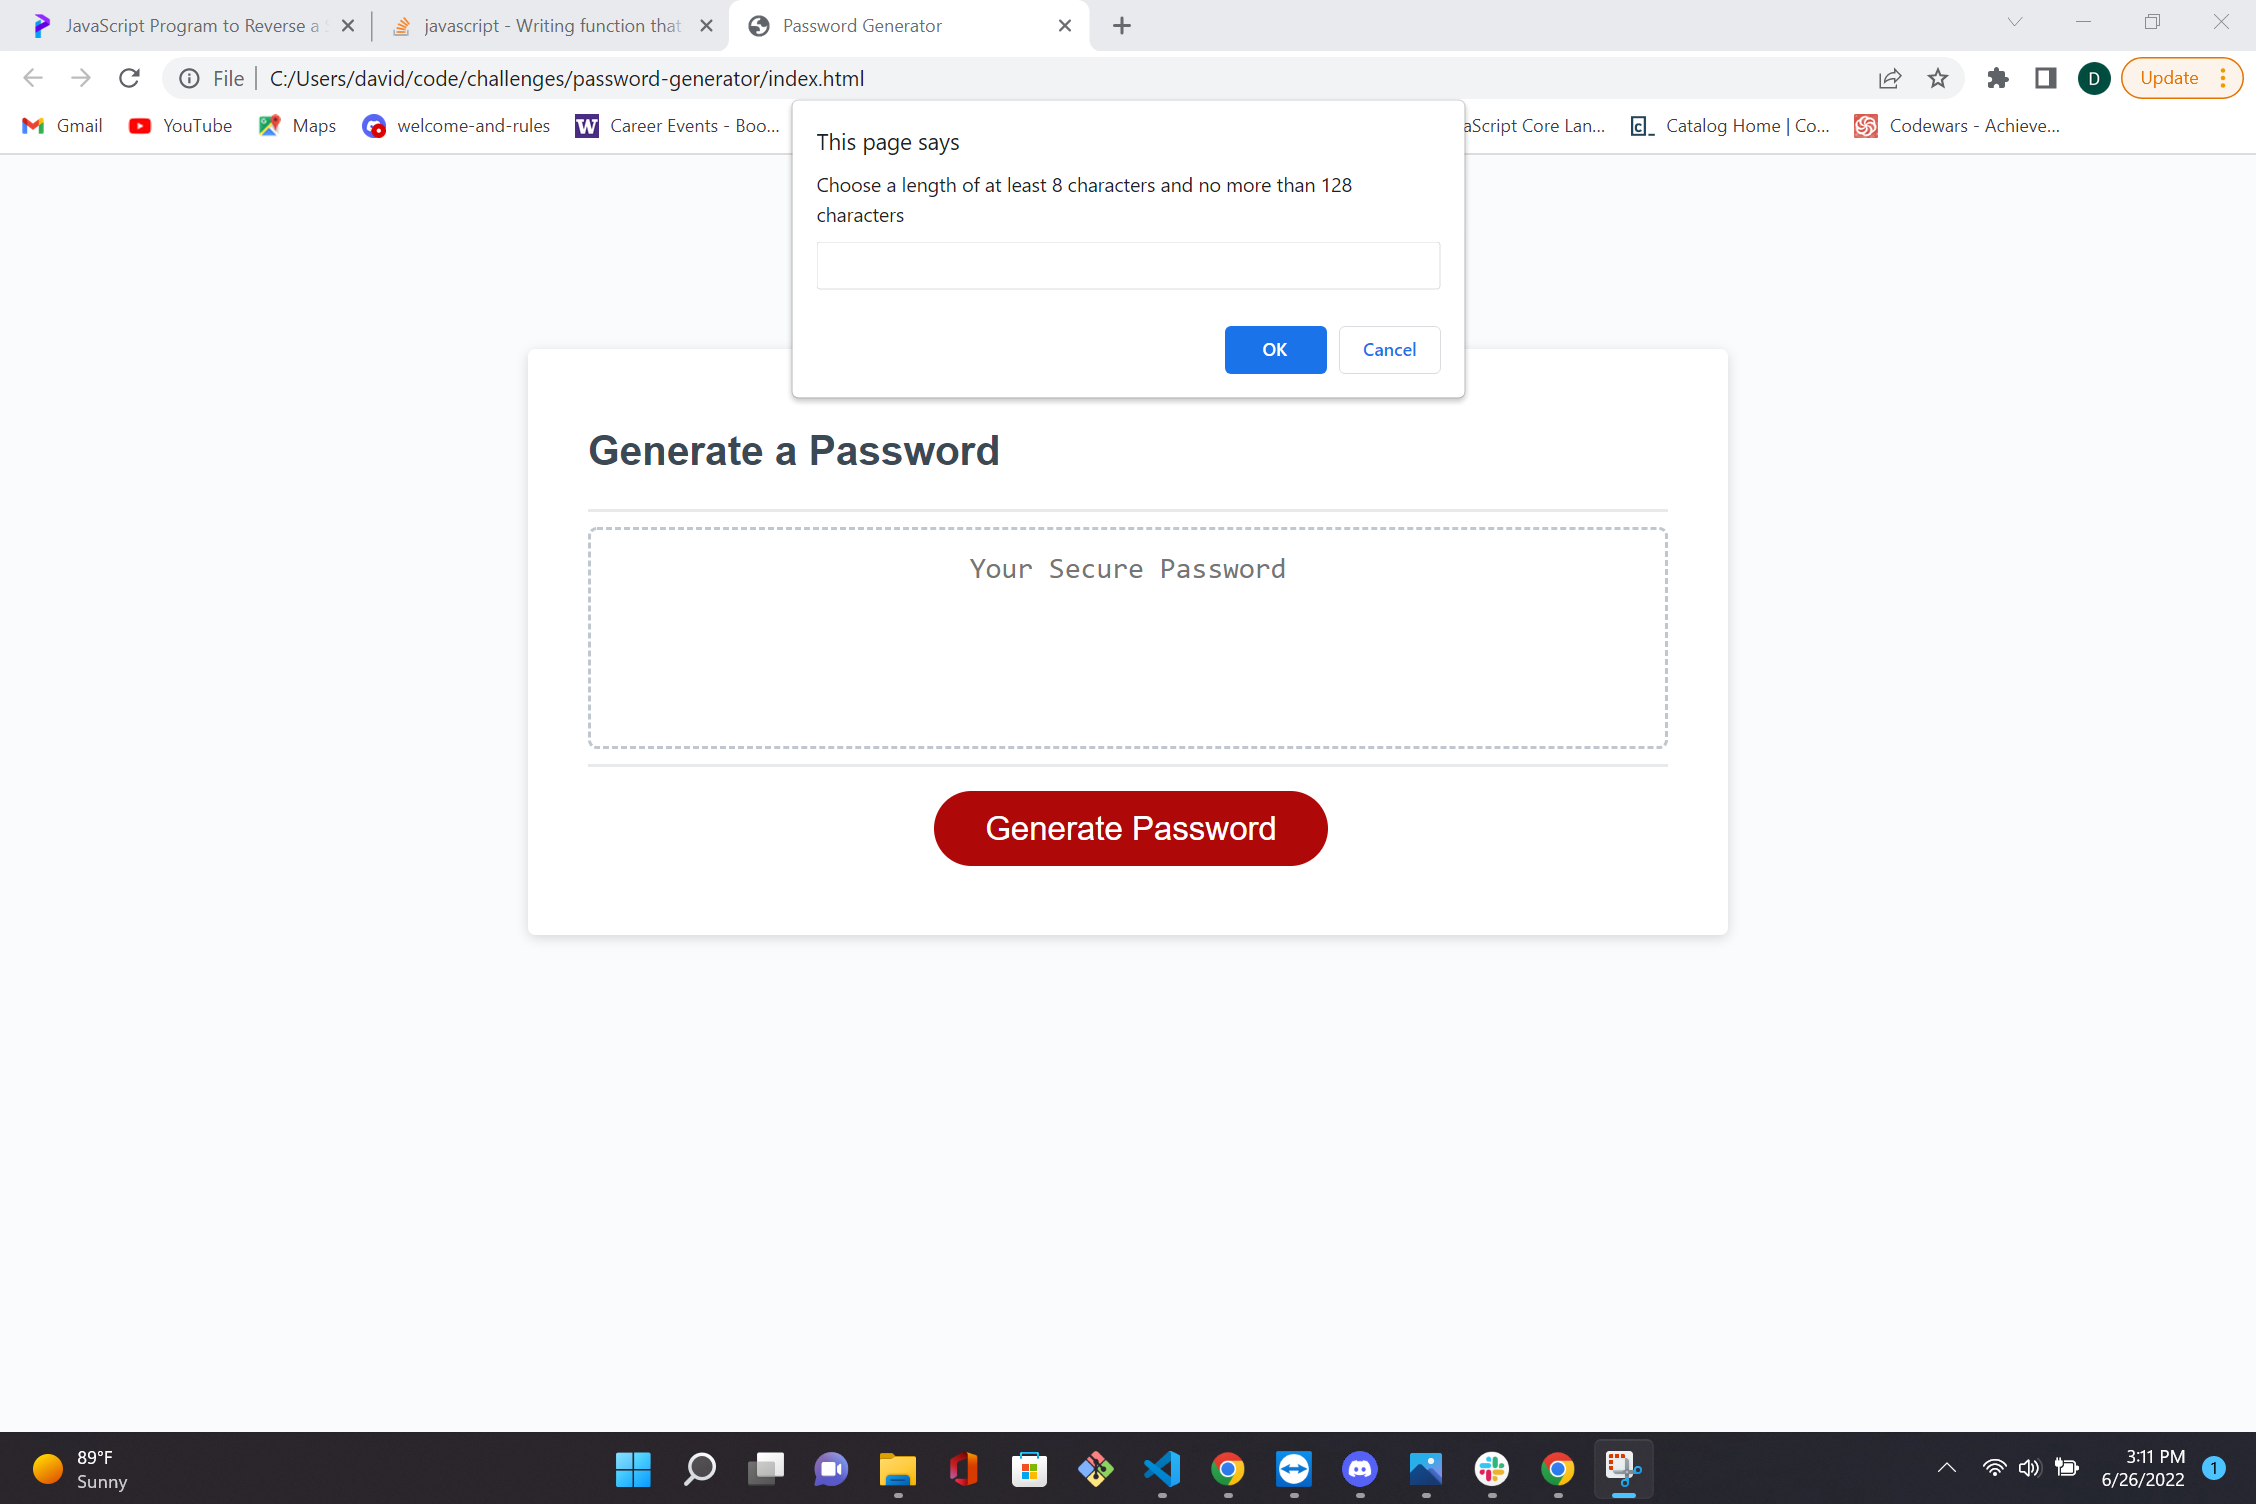 JavaScript Program to Reverse a
javascript - Writing function that
Password Generator
File
C:/Users/david/code/challenges/password-generator/index.html
D
Update
Gmail
YouTube
Maps
welcome-and-rules
W
Career Events - Boo...
aScript Core Lan...
c_
Catalog Home | Co...
Codewars - Achieve...
This page says
Choose a length of at least 8 characters and no more than 128
characters
OK
Cancel
Generate a Password
Your Secure Password
Generate Password
89°F
Sunny
3:11 PM
6/26/2022
1